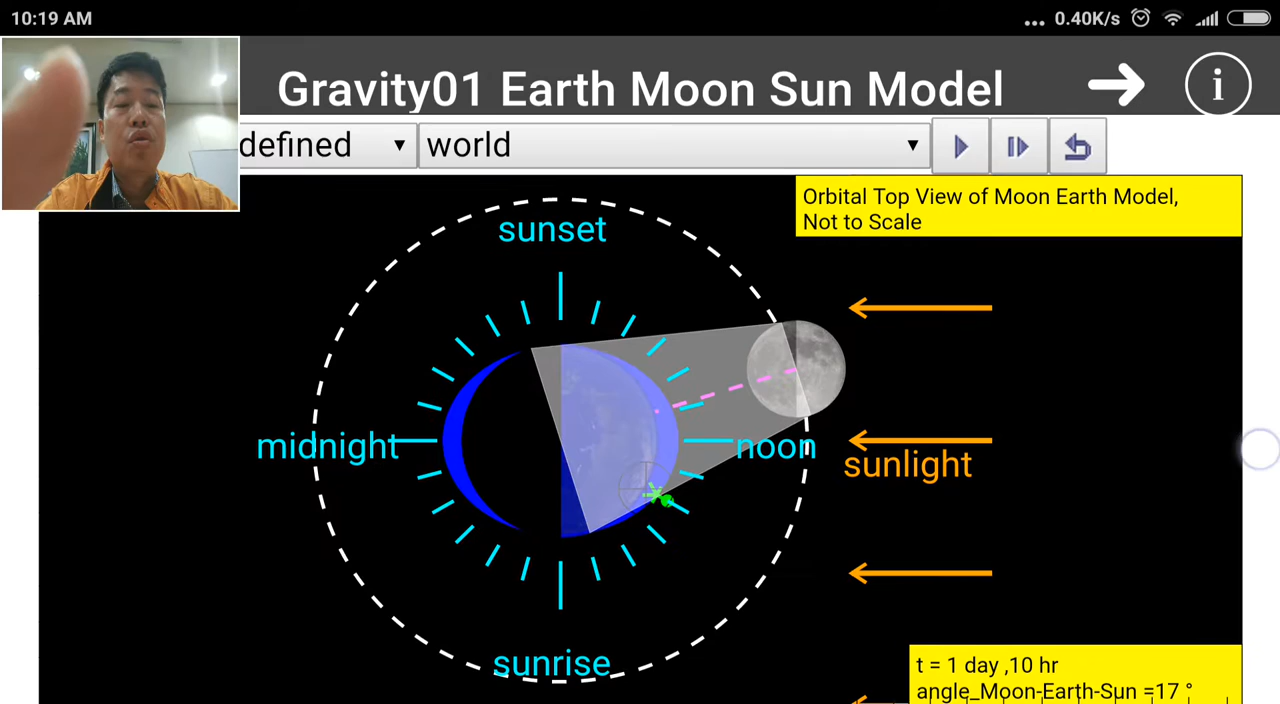 10:19 AM
0.40K/s
Gravity01 Earth Moon Sun Model
i
defined
world
Orbital Top View of Moon Earth Model,
Not to Scale
sunset
midnight
noon
sunlight
sunrise
t = 1 day ,10 hr
angle_Moon-Earth-Sun =17 °